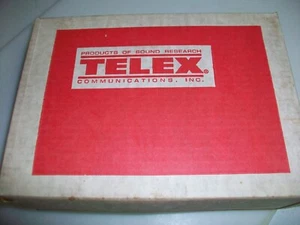 PRODUCTS OF SOUND RESEARCH
TELEX®
COMMUNICATIONS, INC.